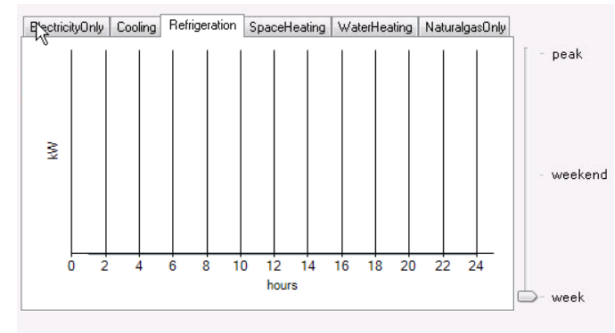 ElectricityOnly Cooling Refrigeration SpaceHeating WaterHeating NaturalgasOnly
peak
kW
weekend
0 2 4 6 8 10 12 14 16 18 20 22 24
hours
week